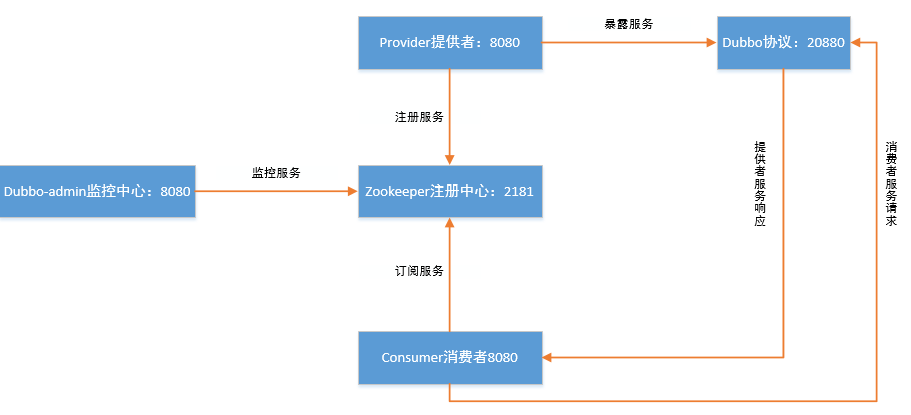 Provider提供者：8080
暴露服务
Dubbo协议：20880
注册服务
提供者服务响应
消费者服务请求
Dubbo-admin监控中心：8080
监控服务
Zookeeper注册中心：2181
订阅服务
Consumer消费者8080